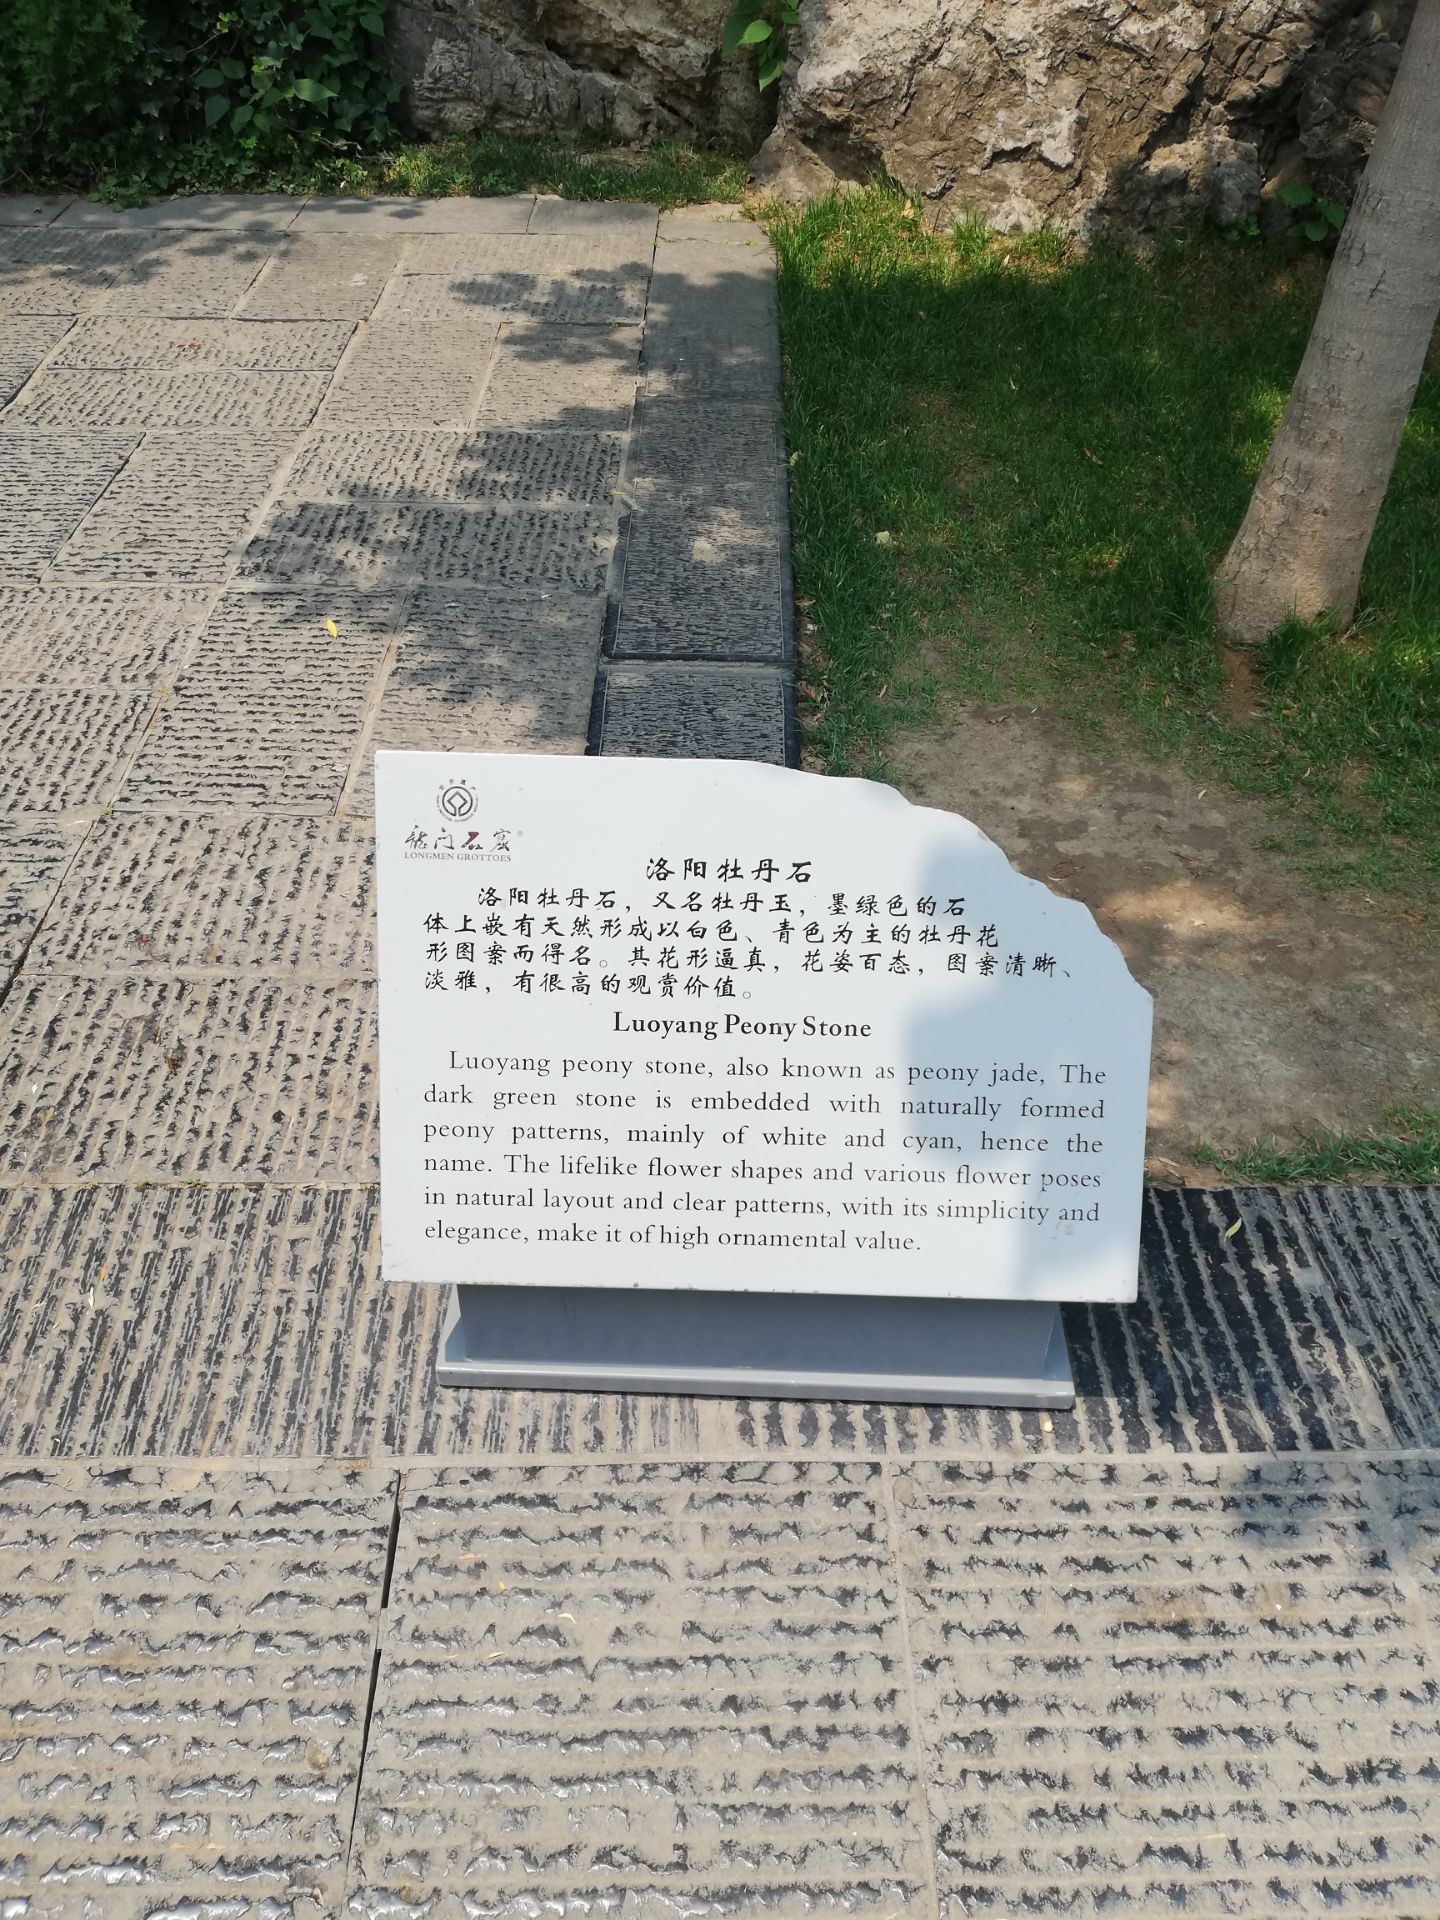 龍门石窟®
LONGMEN GROTTOES
洛阳牡丹石
洛阳牡丹石，又名牡丹玉，墨绿色的石
体上嵌有天然形成以白色、青色为主的牡丹花
形图案而得名。其花形逼真，花姿百态，图案清晰、
淡雅，有很高的观赏价值。
Luoyang Peony Stone
Luoyang peony stone, also known as peony jade, The
dark green stone is embedded with naturally formed
peony patterns, mainly of white and cyan, hence the
name. The lifelike flower shapes and various flower poses
in natural layout and clear patterns, with its simplicity and
elegance, make it of high ornamental value.